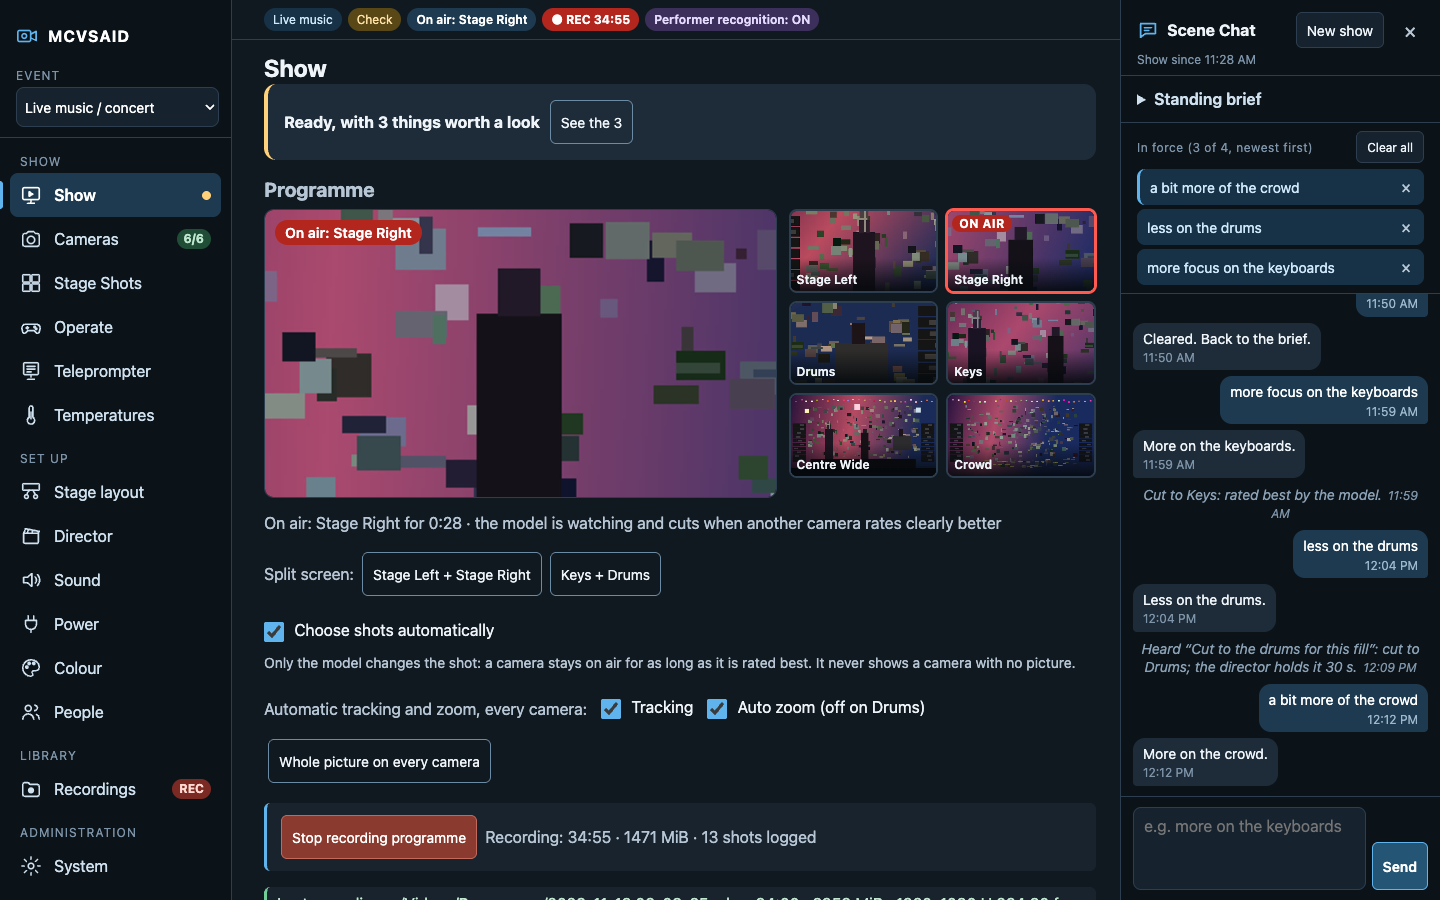 MCVSAID
EVENT
Live music / concert
SHOW
Show
Cameras
6/6
Stage Shots
Operate
Teleprompter
Temperatures
SET UP
Stage layout
Director
Sound
Power
Colour
People
LIBRARY
Recordings
REC
ADMINISTRATION
System
Live music
Check
On air: Stage Right
REC 34:55
Performer recognition: ON
Show
Ready, with 3 things worth a look
See the 3
Programme
On air: Stage Right
Stage Left
ON AIR
Stage Right
Drums
Keys
Centre Wide
Crowd
On air: Stage Right for 0:28 · the model is watching and cuts when another camera rates clearly better
Split screen:
Stage Left + Stage Right
Keys + Drums
Choose shots automatically
Only the model changes the shot: a camera stays on air for as long as it is rated best. It never shows a camera with no picture.
Automatic tracking and zoom, every camera:
Tracking
Auto zoom (off on Drums)
Whole picture on every camera
Stop recording programme
Recording: 34:55 · 1471 MiB · 13 shots logged
Scene Chat
New show
Show since 11:28 AM
Standing brief
In force (3 of 4, newest first)
Clear all
a bit more of the crowd
less on the drums
more focus on the keyboards
11:50 AM
Cleared. Back to the brief.
11:50 AM
more focus on the keyboards
11:59 AM
More on the keyboards.
11:59 AM
Cut to Keys: rated best by the model. 11:59
AM
less on the drums
12:04 PM
Less on the drums.
12:04 PM
Heard “Cut to the drums for this fill”: cut to
Drums; the director holds it 30 s. 12:09 PM
a bit more of the crowd
12:12 PM
More on the crowd.
12:12 PM
e.g. more on the keyboards
Send